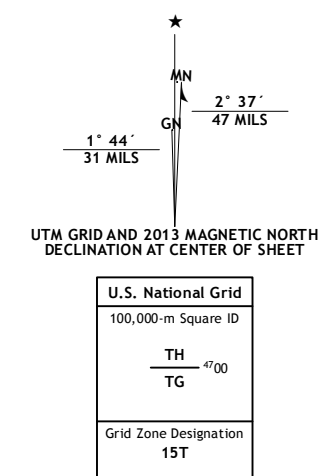 ★
MN
2° 37´
47 MILS
GN
1° 44´
31 MILS
UTM GRID AND 2013 MAGNETIC NORTH
DECLINATION AT CENTER OF SHEET
U.S. National Grid
100,000-m Square ID
TH
4700
TG
Grid Zone Designation
15T